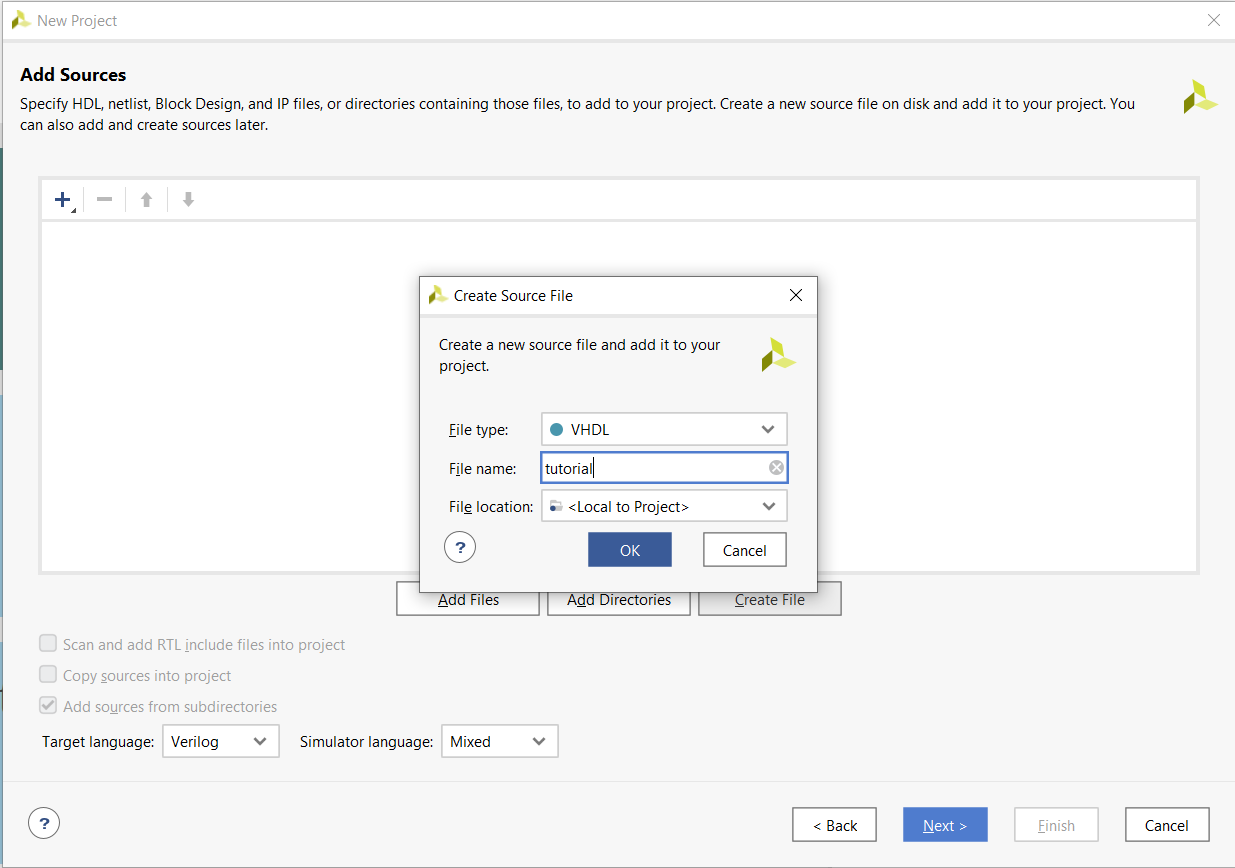 New Project
Add Sources
Specify HDL, netlist, Block Design, and IP files, or directories containing those files, to add to your project. Create a new source file on disk and add it to your project. You
can also add and create sources later.
Create Source File
Create a new source file and add it to your
project.
File type: VHDL
File name: tutorial
File location: <Local to Project>
? OK Cancel
Add Files Add Directories Create File
Scan and add RTL include files into project
Copy sources into project
Add sources from subdirectories
Target language: Verilog Simulator language: Mixed
? < Back Next > Finish Cancel